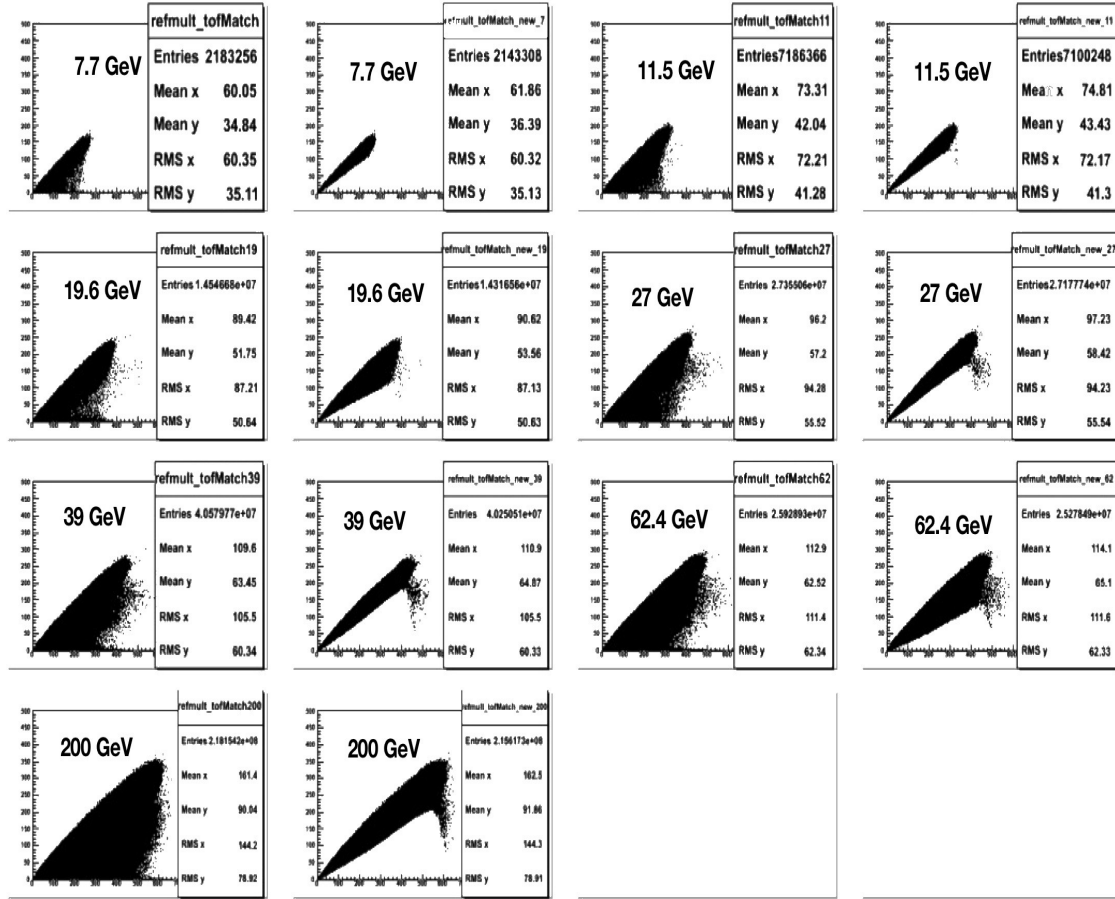 refmult_tofMatch
Entries 2183256
Mean x 60.05
Mean y 34.84
RMS x 60.35
RMS y 35.11
7.7 GeV
refmult_tofMatch_new_7
Entries 2143308
Mean x 61.86
Mean y 36.39
RMS x 60.32
RMS y 35.13
7.7 GeV
refmult_tofMatch11
Entries7186366
Mean x 73.31
Mean y 42.04
RMS x 72.21
RMS y 41.28
11.5 GeV
refmult_tofMatch_new_11
Entries7100248
Mean x 74.81
Mean y 43.43
RMS x 72.17
RMS y 41.3
11.5 GeV
refmult_tofMatch19
Entries1.454668e+07
Mean x 89.42
Mean y 51.75
RMS x 87.21
RMS y 50.64
19.6 GeV
refmult_tofMatch_new_19
Entries1.431656e+07
Mean x 90.62
Mean y 53.56
RMS x 87.13
RMS y 50.63
19.6 GeV
refmult_tofMatch27
Entries 2.735506e+07
Mean x 96.2
Mean y 57.2
RMS x 94.28
RMS y 55.52
27 GeV
refmult_tofMatch_new_27
Entries2.717774e+07
Mean x 97.23
Mean y 58.42
RMS x 94.23
RMS y 55.54
27 GeV
refmult_tofMatch39
Entries 4.057977e+07
Mean x 109.6
Mean y 63.45
RMS x 105.5
RMS y 60.34
39 GeV
refmult_tofMatch_new_39
Entries 4.025051e+07
Mean x 110.9
Mean y 64.87
RMS x 105.5
RMS y 60.33
39 GeV
refmult_tofMatch62
Entries 2.592893e+07
Mean x 112.9
Mean y 62.52
RMS x 111.4
RMS y 62.34
62.4 GeV
refmult_tofMatch_new_62
Entries 2.527849e+07
Mean x 114.1
Mean y 65.1
RMS x 111.6
RMS y 62.33
62.4 GeV
refmult_tofMatch200
Entries 2.181542e+08
Mean x 161.4
Mean y 90.04
RMS x 144.2
RMS y 78.92
200 GeV
refmult_tofMatch_new_200
Entries 2.156173e+08
Mean x 162.5
Mean y 91.86
RMS x 144.3
RMS y 78.91
200 GeV